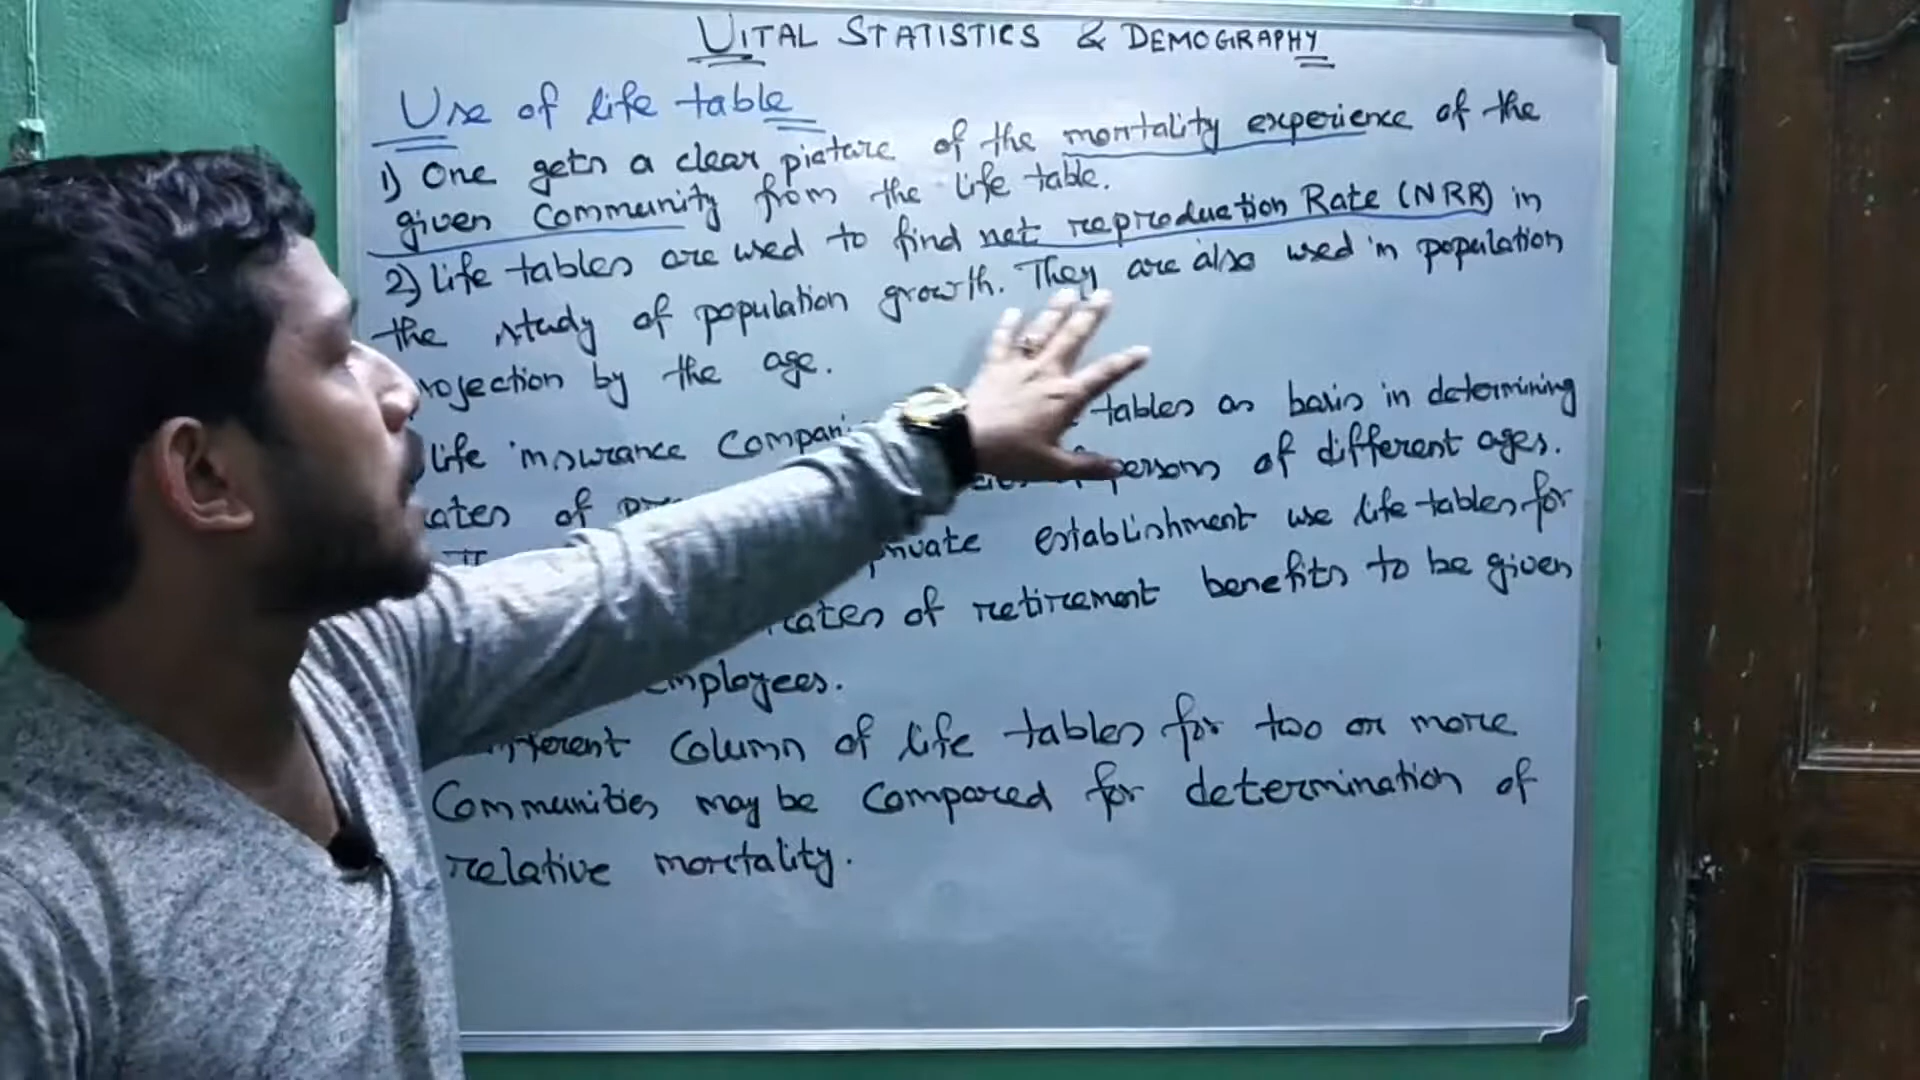 VITAL STATISTICS & DEMOGRAPHY
Use of life table
1) One gets a clear picture of the mortality experience of the
given Community from the life table.
2) life tables are used to find net reproduction Rate (NRR) in
the study of population growth. They are also used in population
rojection by the age.
life insurance Compani tables as basis in determining
ates of persons of different ages.
establishment use life tables for
rates of retirement benefits to be given
employees.
Column of life tables for two or more
Communities may be Compared for determination of
relative mortality.